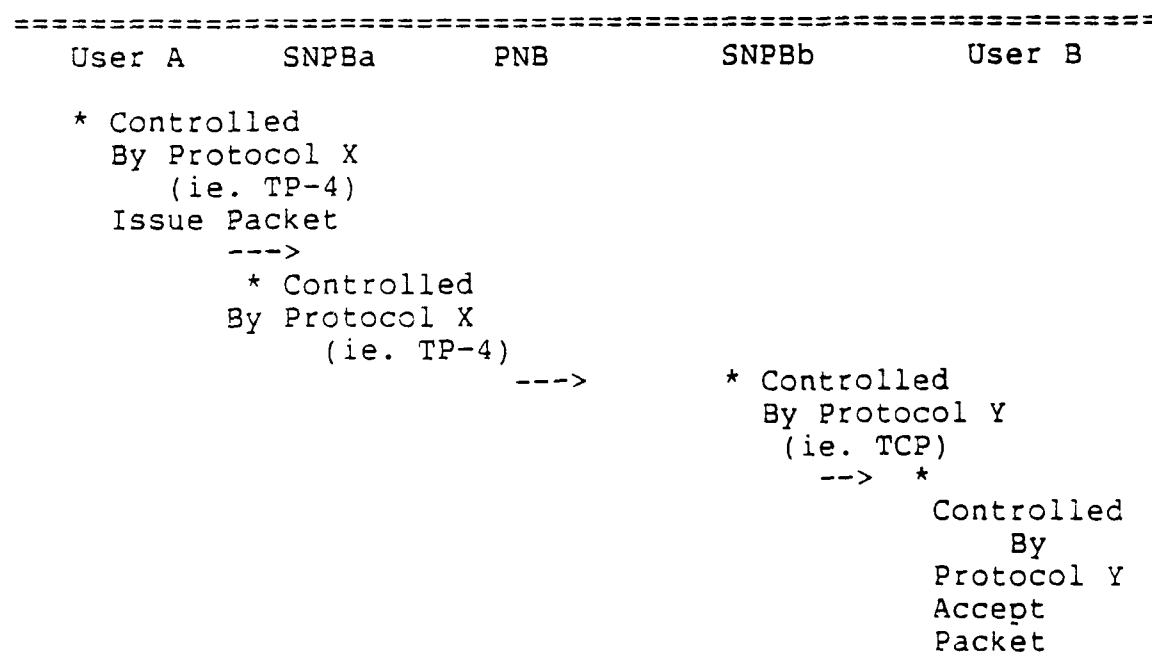 ==============================================================
User A SNPBa PNB SNPBb User B
* Controlled
By Protocol X
(ie. TP-4)
Issue Packet
--->
* Controlled
By Protocol X
(ie. TP-4)
---> * Controlled
By Protocol Y
(ie. TCP)
--> *
Controlled
By
Protocol Y
Accept
Packet